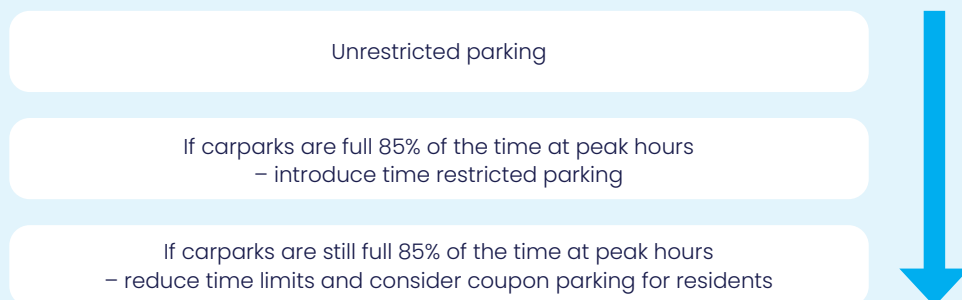 Unrestricted parking
If carparks are full 85% of the time at peak hours
– introduce time restricted parking
If carparks are still full 85% of the time at peak hours
– reduce time limits and consider coupon parking for residents